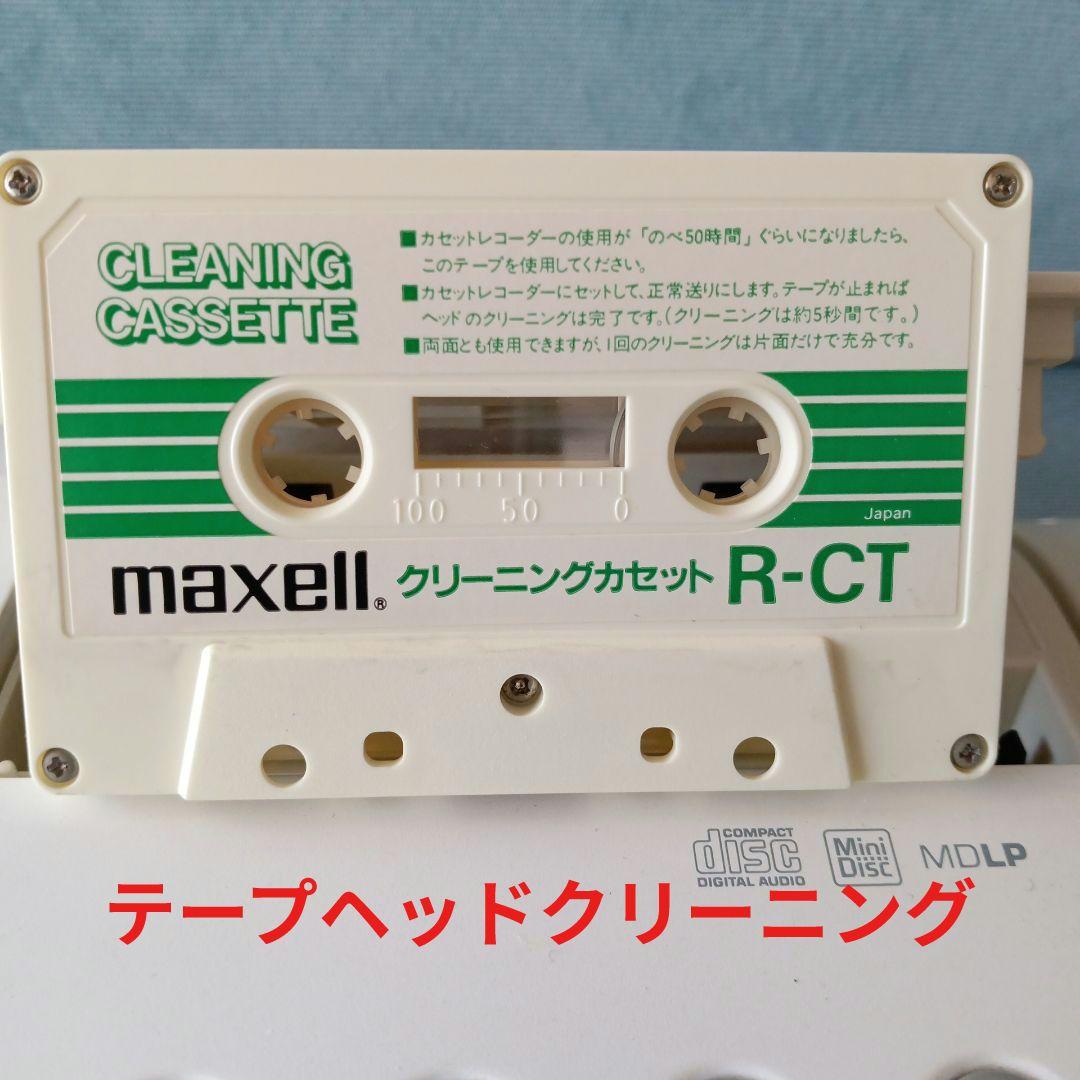 CLEANING
CASSETTE
■カセットレコーダーの使用が「のべ50時間」ぐらいになりましたら、
このテープを使用してください。
■カセットレコーダーにセットして、正常送りにします。テープが止まれば
ヘッドのクリーニングは完了です。(クリーニングは約5秒間です。)
■両面とも使用できますが、1回のクリーニングは片面だけで充分です。
100 50 0
Japan
maxell® クリーニングカセット R-CT
COMPACT
disc
DIGITAL AUDIO
Mini
Disc
MDLP
テープヘッドクリーニング